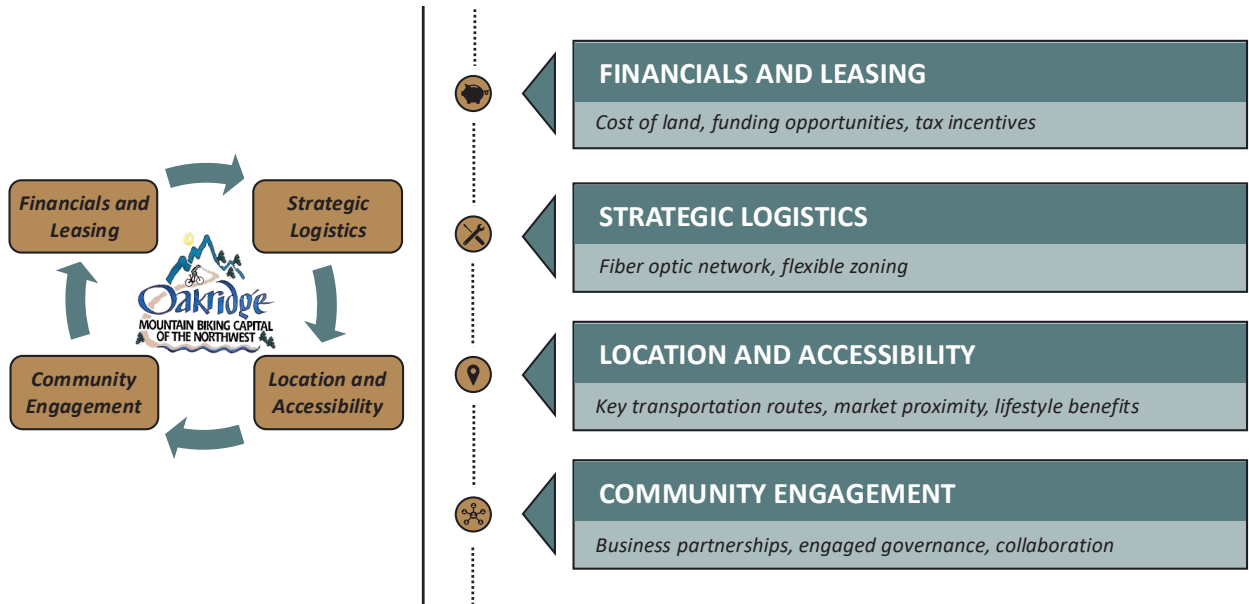 Financials and
Leasing
Strategic
Logistics
Oakridge
MOUNTAIN BIKING CAPITAL
OF THE NORTHWEST
Community
Engagement
Location and
Accessibility
FINANCIALS AND LEASING
Cost of land, funding opportunities, tax incentives
STRATEGIC LOGISTICS
Fiber optic network, flexible zoning
LOCATION AND ACCESSIBILITY
Key transportation routes, market proximity, lifestyle benefits
COMMUNITY ENGAGEMENT
Business partnerships, engaged governance, collaboration